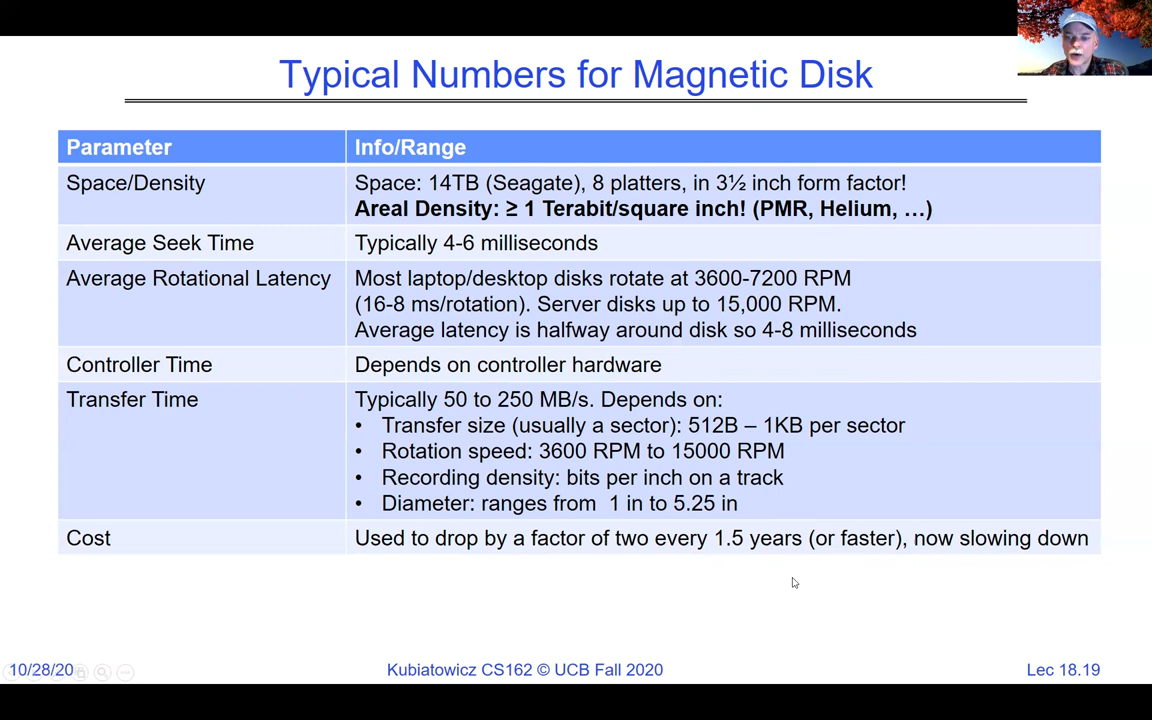 Typical Numbers for Magnetic Disk
Parameter
Info/Range
Space/Density
Space: 14TB (Seagate), 8 platters, in 3½ inch form factor!
Areal Density: ≥ 1 Terabit/square inch! (PMR, Helium, …)
Average Seek Time
Typically 4-6 milliseconds
Average Rotational Latency
Most laptop/desktop disks rotate at 3600-7200 RPM
(16-8 ms/rotation). Server disks up to 15,000 RPM.
Average latency is halfway around disk so 4-8 milliseconds
Controller Time
Depends on controller hardware
Transfer Time
Typically 50 to 250 MB/s. Depends on:
• Transfer size (usually a sector): 512B – 1KB per sector
• Rotation speed: 3600 RPM to 15000 RPM
• Recording density: bits per inch on a track
• Diameter: ranges from 1 in to 5.25 in
Cost
Used to drop by a factor of two every 1.5 years (or faster), now slowing down
10/28/20
Kubiatowicz CS162 © UCB Fall 2020
Lec 18.19